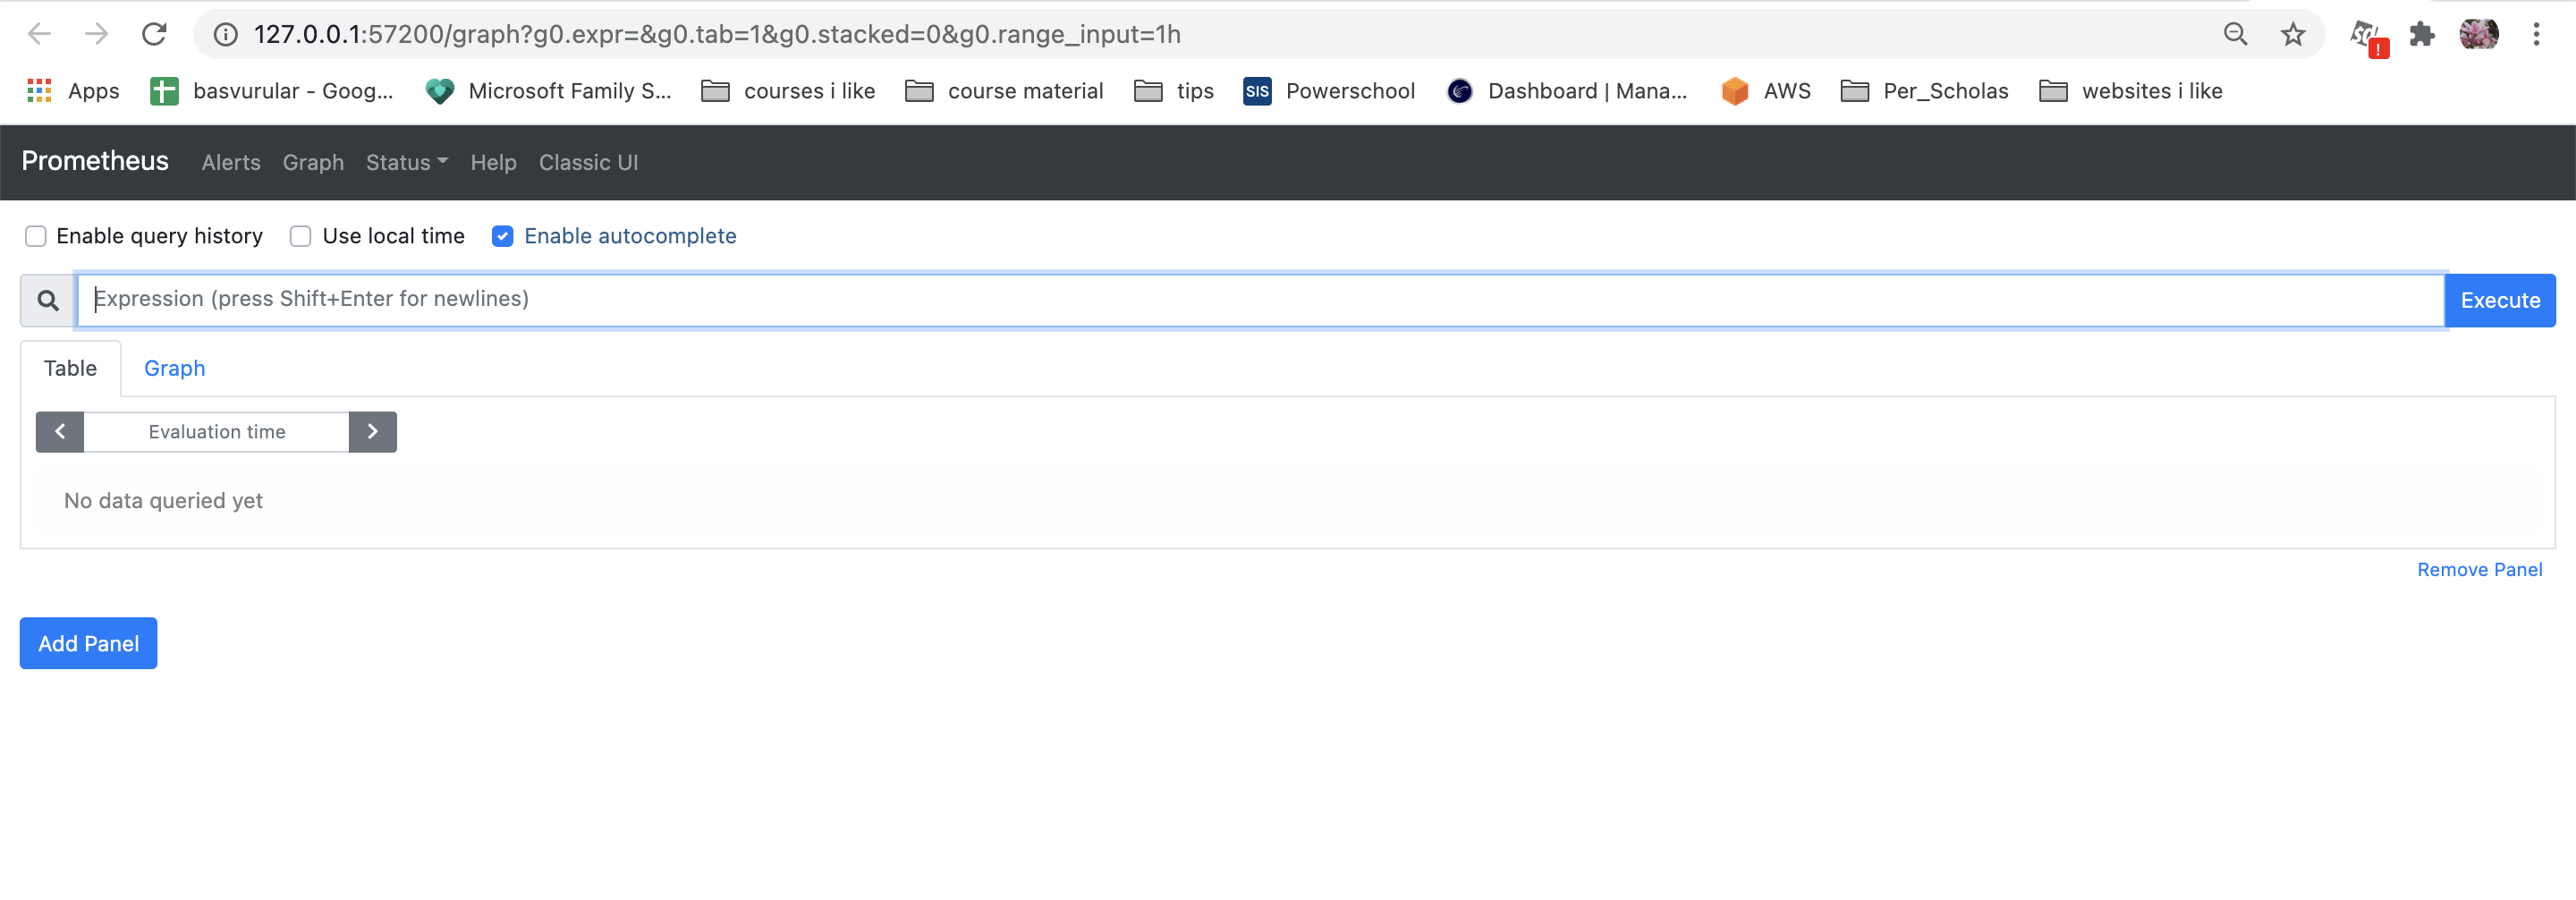 127.0.0.1:57200/graph?g0.expr=&g0.tab=1&g0.stacked=0&g0.range_input=1h
Apps basvurular - Goog... Microsoft Family S... courses i like course material tips SIS Powerschool Dashboard | Mana... AWS Per_Scholas websites i like
Prometheus Alerts Graph Status Help Classic UI
Enable query history Use local time Enable autocomplete
Expression (press Shift+Enter for newlines) Execute
Table Graph
Evaluation time
No data queried yet
Remove Panel
Add Panel